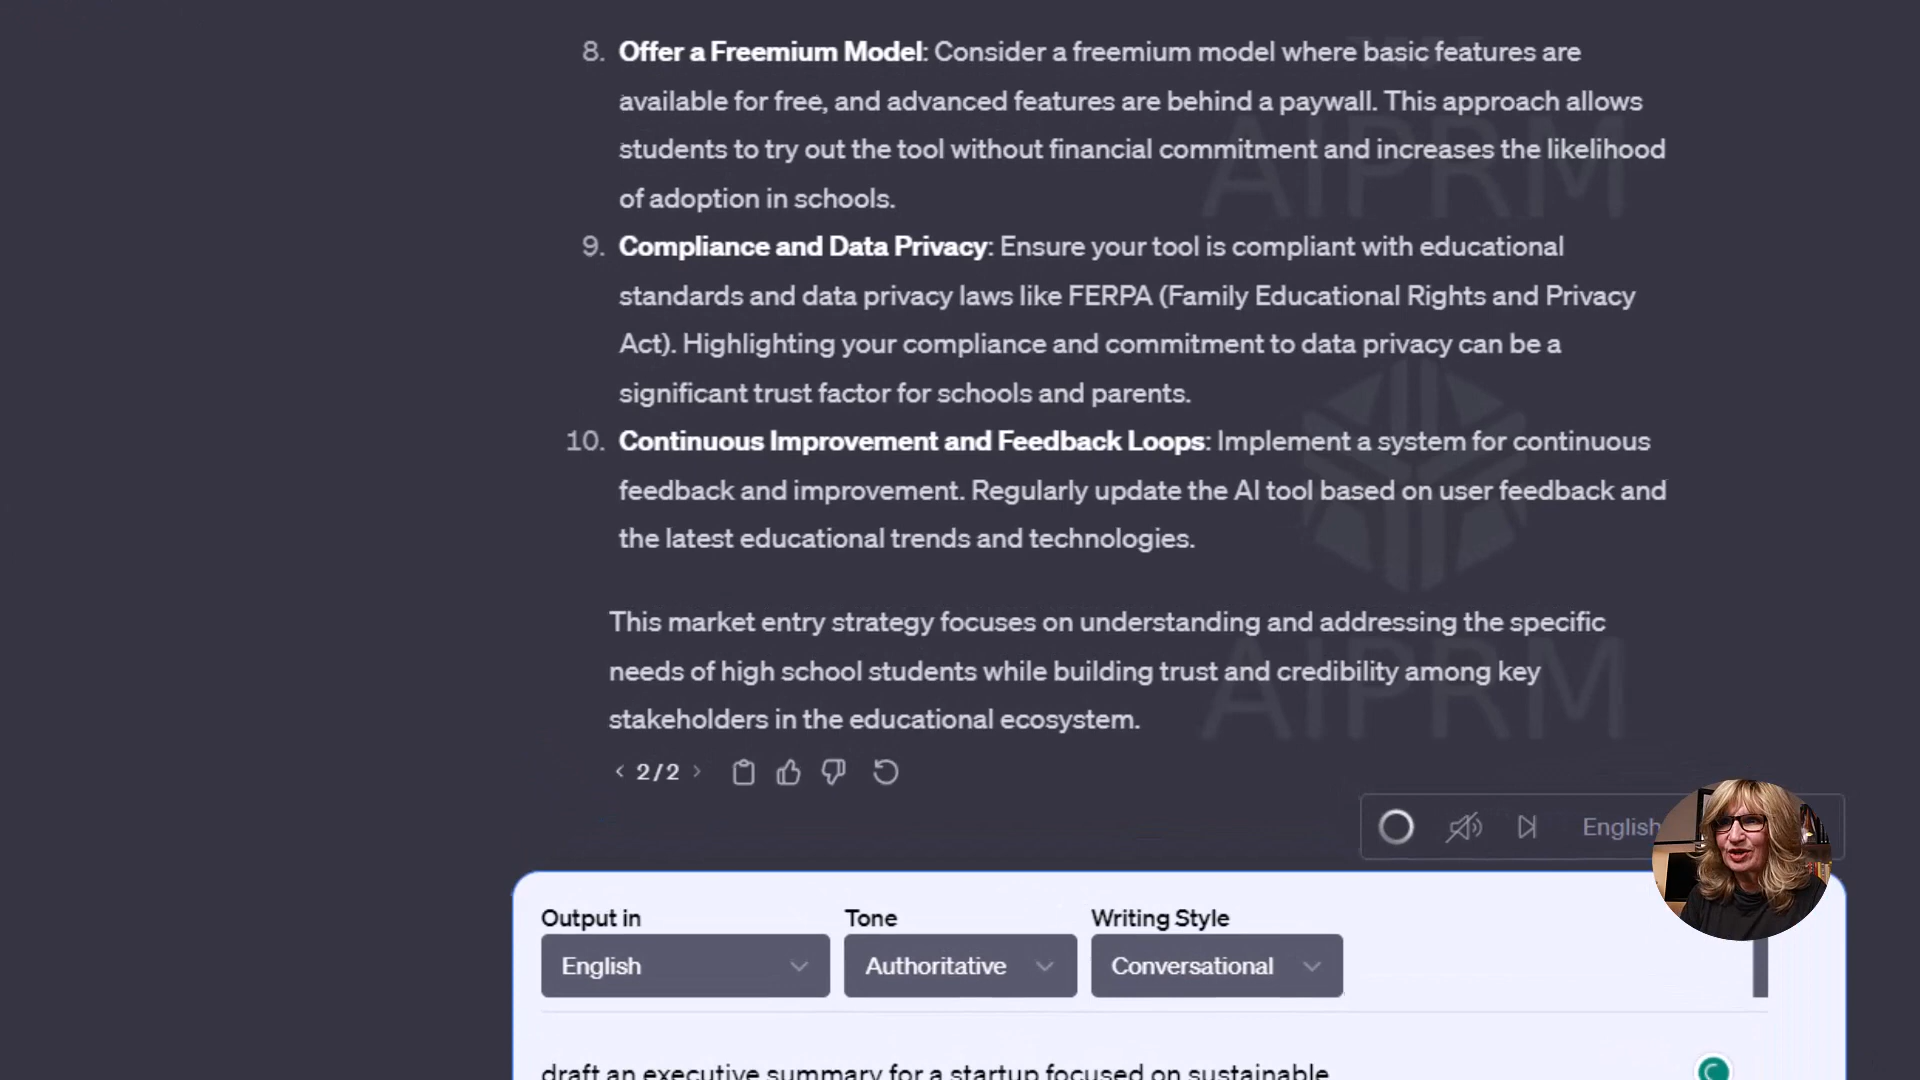 8. Offer a Freemium Model: Consider a freemium model where basic features are
available for free, and advanced features are behind a paywall. This approach allows
students to try out the tool without financial commitment and increases the likelihood
of adoption in schools.
9. Compliance and Data Privacy: Ensure your tool is compliant with educational
standards and data privacy laws like FERPA (Family Educational Rights and Privacy
Act). Highlighting your compliance and commitment to data privacy can be a
significant trust factor for schools and parents.
10. Continuous Improvement and Feedback Loops: Implement a system for continuous
feedback and improvement. Regularly update the AI tool based on user feedback and
the latest educational trends and technologies.
This market entry strategy focuses on understanding and addressing the specific
needs of high school students while building trust and credibility among key
stakeholders in the educational ecosystem.
< 2/2 >
English
Output in Tone Writing Style
English Authoritative Conversational
draft an executive summary for a startup focused on sustainable
AIPRM
AIPRM